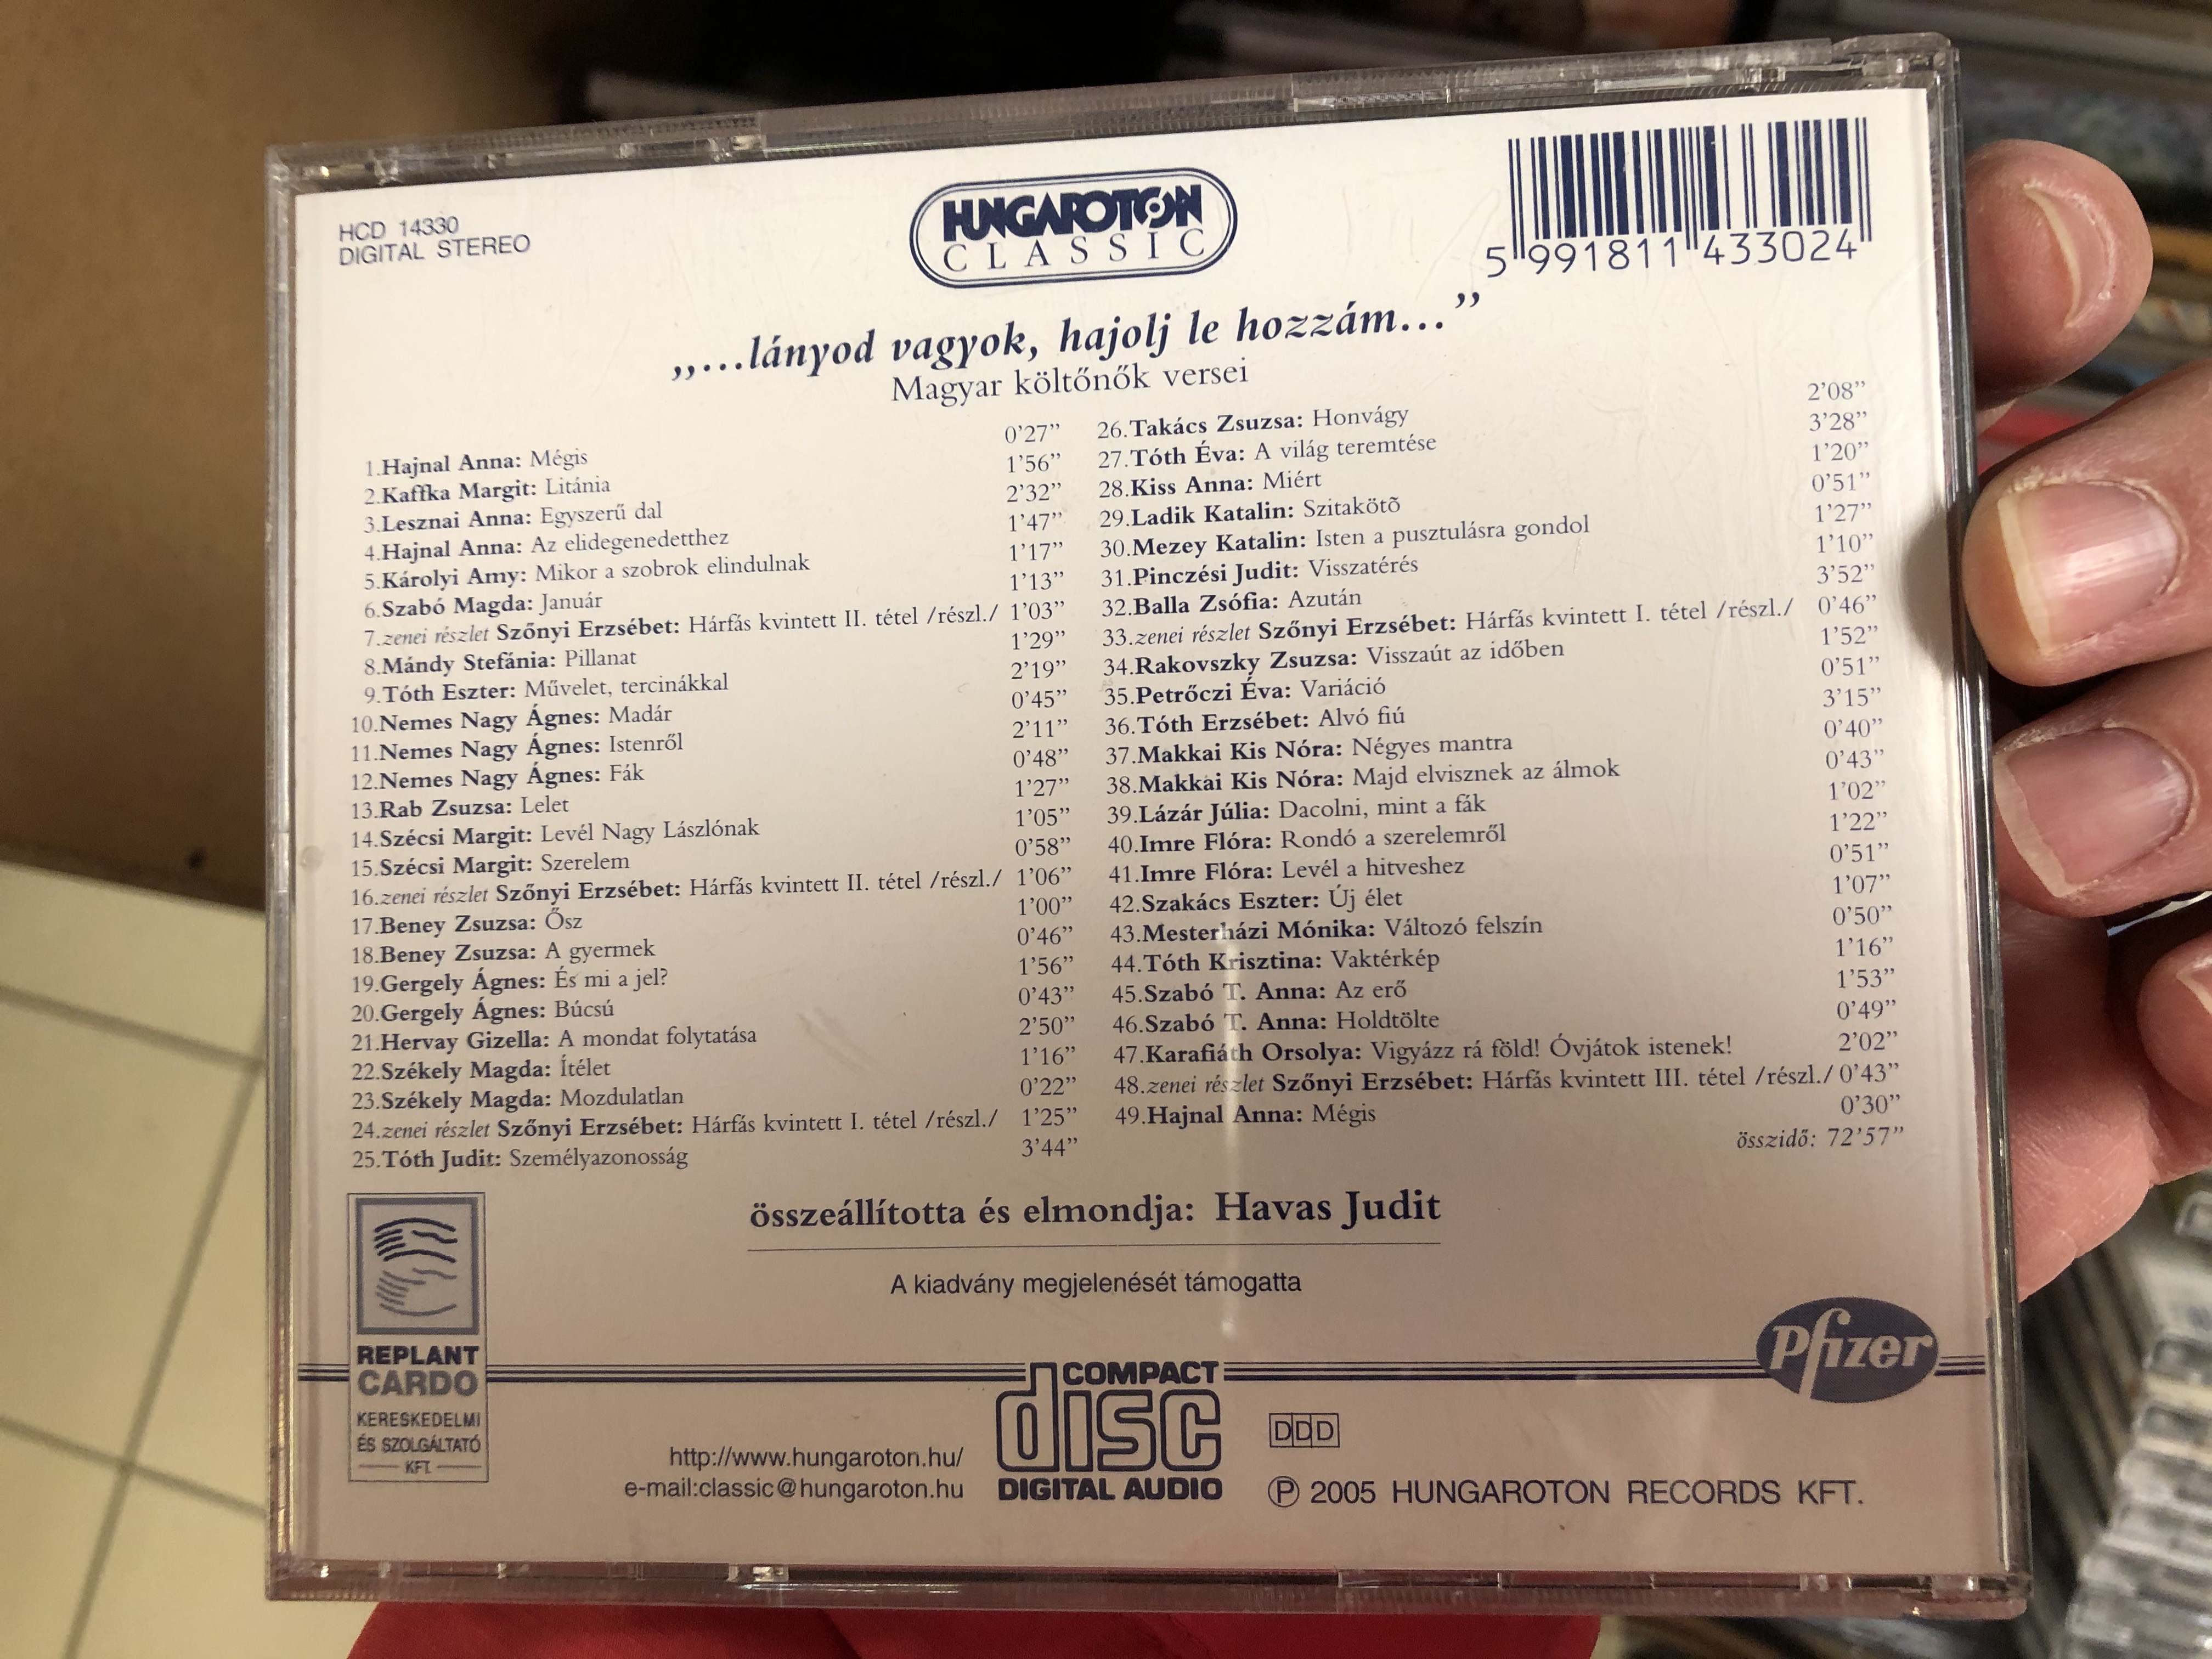 HCD 14330
DIGITAL STEREO
HUNGAROTON
CLASSIC
5 991811 433024
„...lányod vagyok, hajolj le hozzám...”
Magyar költőnők versei
1.Hajnal Anna: Mégis 0’27”
2.Kaffka Margit: Litánia 1’56”
3.Lesznai Anna: Egyszerű dal 2’32”
4.Hajnal Anna: Az elidegenedetthez 1’47”
5.Károlyi Amy: Mikor a szobrok elindulnak 1’17”
6.Szabó Magda: Január 1’13”
7.zenei részlet Szőnyi Erzsébet: Hárfás kvintett II. tétel /részl./ 1’03”
8.Mándy Stefánia: Pillanat 1’29”
9.Tóth Eszter: Művelet, tercinákkal 2’19”
10.Nemes Nagy Ágnes: Madár 0’45”
11.Nemes Nagy Ágnes: Istenről 2’11”
12.Nemes Nagy Ágnes: Fák 0’48”
13.Rab Zsuzsa: Lelet 1’27”
14.Szécsi Margit: Levél Nagy Lászlónak 1’05”
15.Szécsi Margit: Szerelem 0’58”
16.zenei részlet Szőnyi Erzsébet: Hárfás kvintett II. tétel /részl./ 1’06”
17.Beney Zsuzsa: Ősz 1’00”
18.Beney Zsuzsa: A gyermek 0’46”
19.Gergely Ágnes: És mi a jel? 1’56”
20.Gergely Ágnes: Búcsú 0’43”
21.Hervay Gizella: A mondat folytatása 2’50”
22.Székely Magda: Ítélet 1’16”
23.Székely Magda: Mozdulatlan 0’22”
24.zenei részlet Szőnyi Erzsébet: Hárfás kvintett I. tétel /részl./ 1’25”
25.Tóth Judit: Személyazonosság 3’44”
26.Takács Zsuzsa: Honvágy 2’08”
27.Tóth Éva: A világ teremtése 3’28”
28.Kiss Anna: Miért 1’20”
29.Ladik Katalin: Szitakötõ 0’51”
30.Mezey Katalin: Isten a pusztulásra gondol 1’27”
31.Pinczési Judit: Visszatérés 1’10”
32.Balla Zsófia: Azután 3’52”
33.zenei részlet Szőnyi Erzsébet: Hárfás kvintett I. tétel /részl./ 0’46”
34.Rakovszky Zsuzsa: Visszaút az időben 1’52”
35.Petrőczi Éva: Variáció 0’51”
36.Tóth Erzsébet: Alvó fiú 3’15”
37.Makkai Kis Nóra: Négyes mantra 0’40”
38.Makkai Kis Nóra: Majd elvisznek az álmok 0’43”
39.Lázár Júlia: Dacolni, mint a fák 1’02”
40.Imre Flóra: Rondó a szerelemről 1’22”
41.Imre Flóra: Levél a hitveshez 0’51”
42.Szakács Eszter: Új élet 1’07”
43.Mesterházi Mónika: Változó felszín 0’50”
44.Tóth Krisztina: Vaktérkép 1’16”
45.Szabó T. Anna: Az erő 1’53”
46.Szabó T. Anna: Holdtölte 0’49”
47.Karafiáth Orsolya: Vigyázz rá föld! Óvjátok istenek! 2’02”
48.zenei részlet Szőnyi Erzsébet: Hárfás kvintett III. tétel /részl./ 0’43”
49.Hajnal Anna: Mégis 0’30”
összidő: 72’57”
összeállította és elmondja: Havas Judit
A kiadvány megjelenését támogatta
REPLANT
CARDO
KERESKEDELMI
ÉS SZOLGÁLTATÓ
KFT.
Pfizer
http://www.hungaroton.hu/
e-mail:classic@hungaroton.hu
COMPACT
disc
DIGITAL AUDIO
DDD
℗ 2005 HUNGAROTON RECORDS KFT.